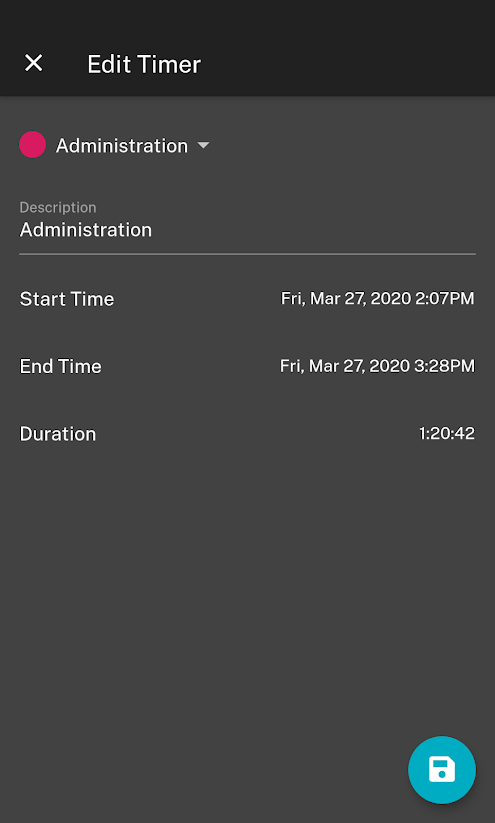 Edit Timer
Administration
Description
Administration
Start Time Fri, Mar 27, 2020 2:07PM
End Time Fri, Mar 27, 2020 3:28PM
Duration 1:20:42